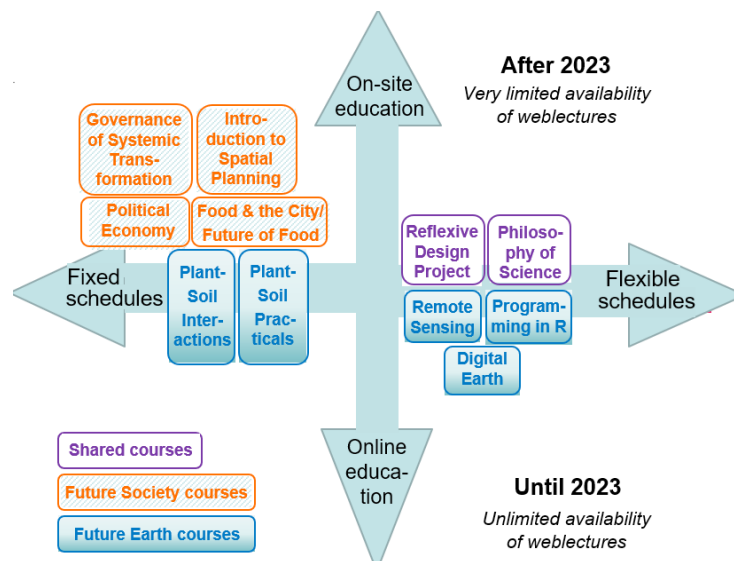 On-site
education
After 2023
Very limited availability
of weblectures
Governance
of Systemic
Trans-
formation
Intro-
duction to
Spatial
Planning
Political
Economy
Food & the City/
Future of Food
Reflexive
Design
Project
Philoso-
phy of
Science
Fixed
schedules
Plant-
Soil
Inter-
actions
Plant-
Soil
Prac-
ticals
Remote
Sensing
Program-
ming in R
Digital
Earth
Flexible
schedules
Online
educa-
tion
Shared courses
Future Society courses
Future Earth courses
Until 2023
Unlimited availability
of weblectures